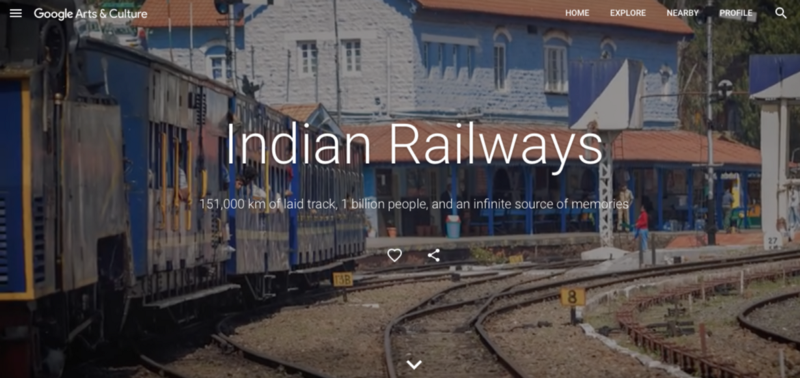 Google Arts & Culture
HOME EXPLORE NEARBY PROFILE
Indian Railways
151,000 km of laid track, 1 billion people, and an infinite source of memories
13B
8
27